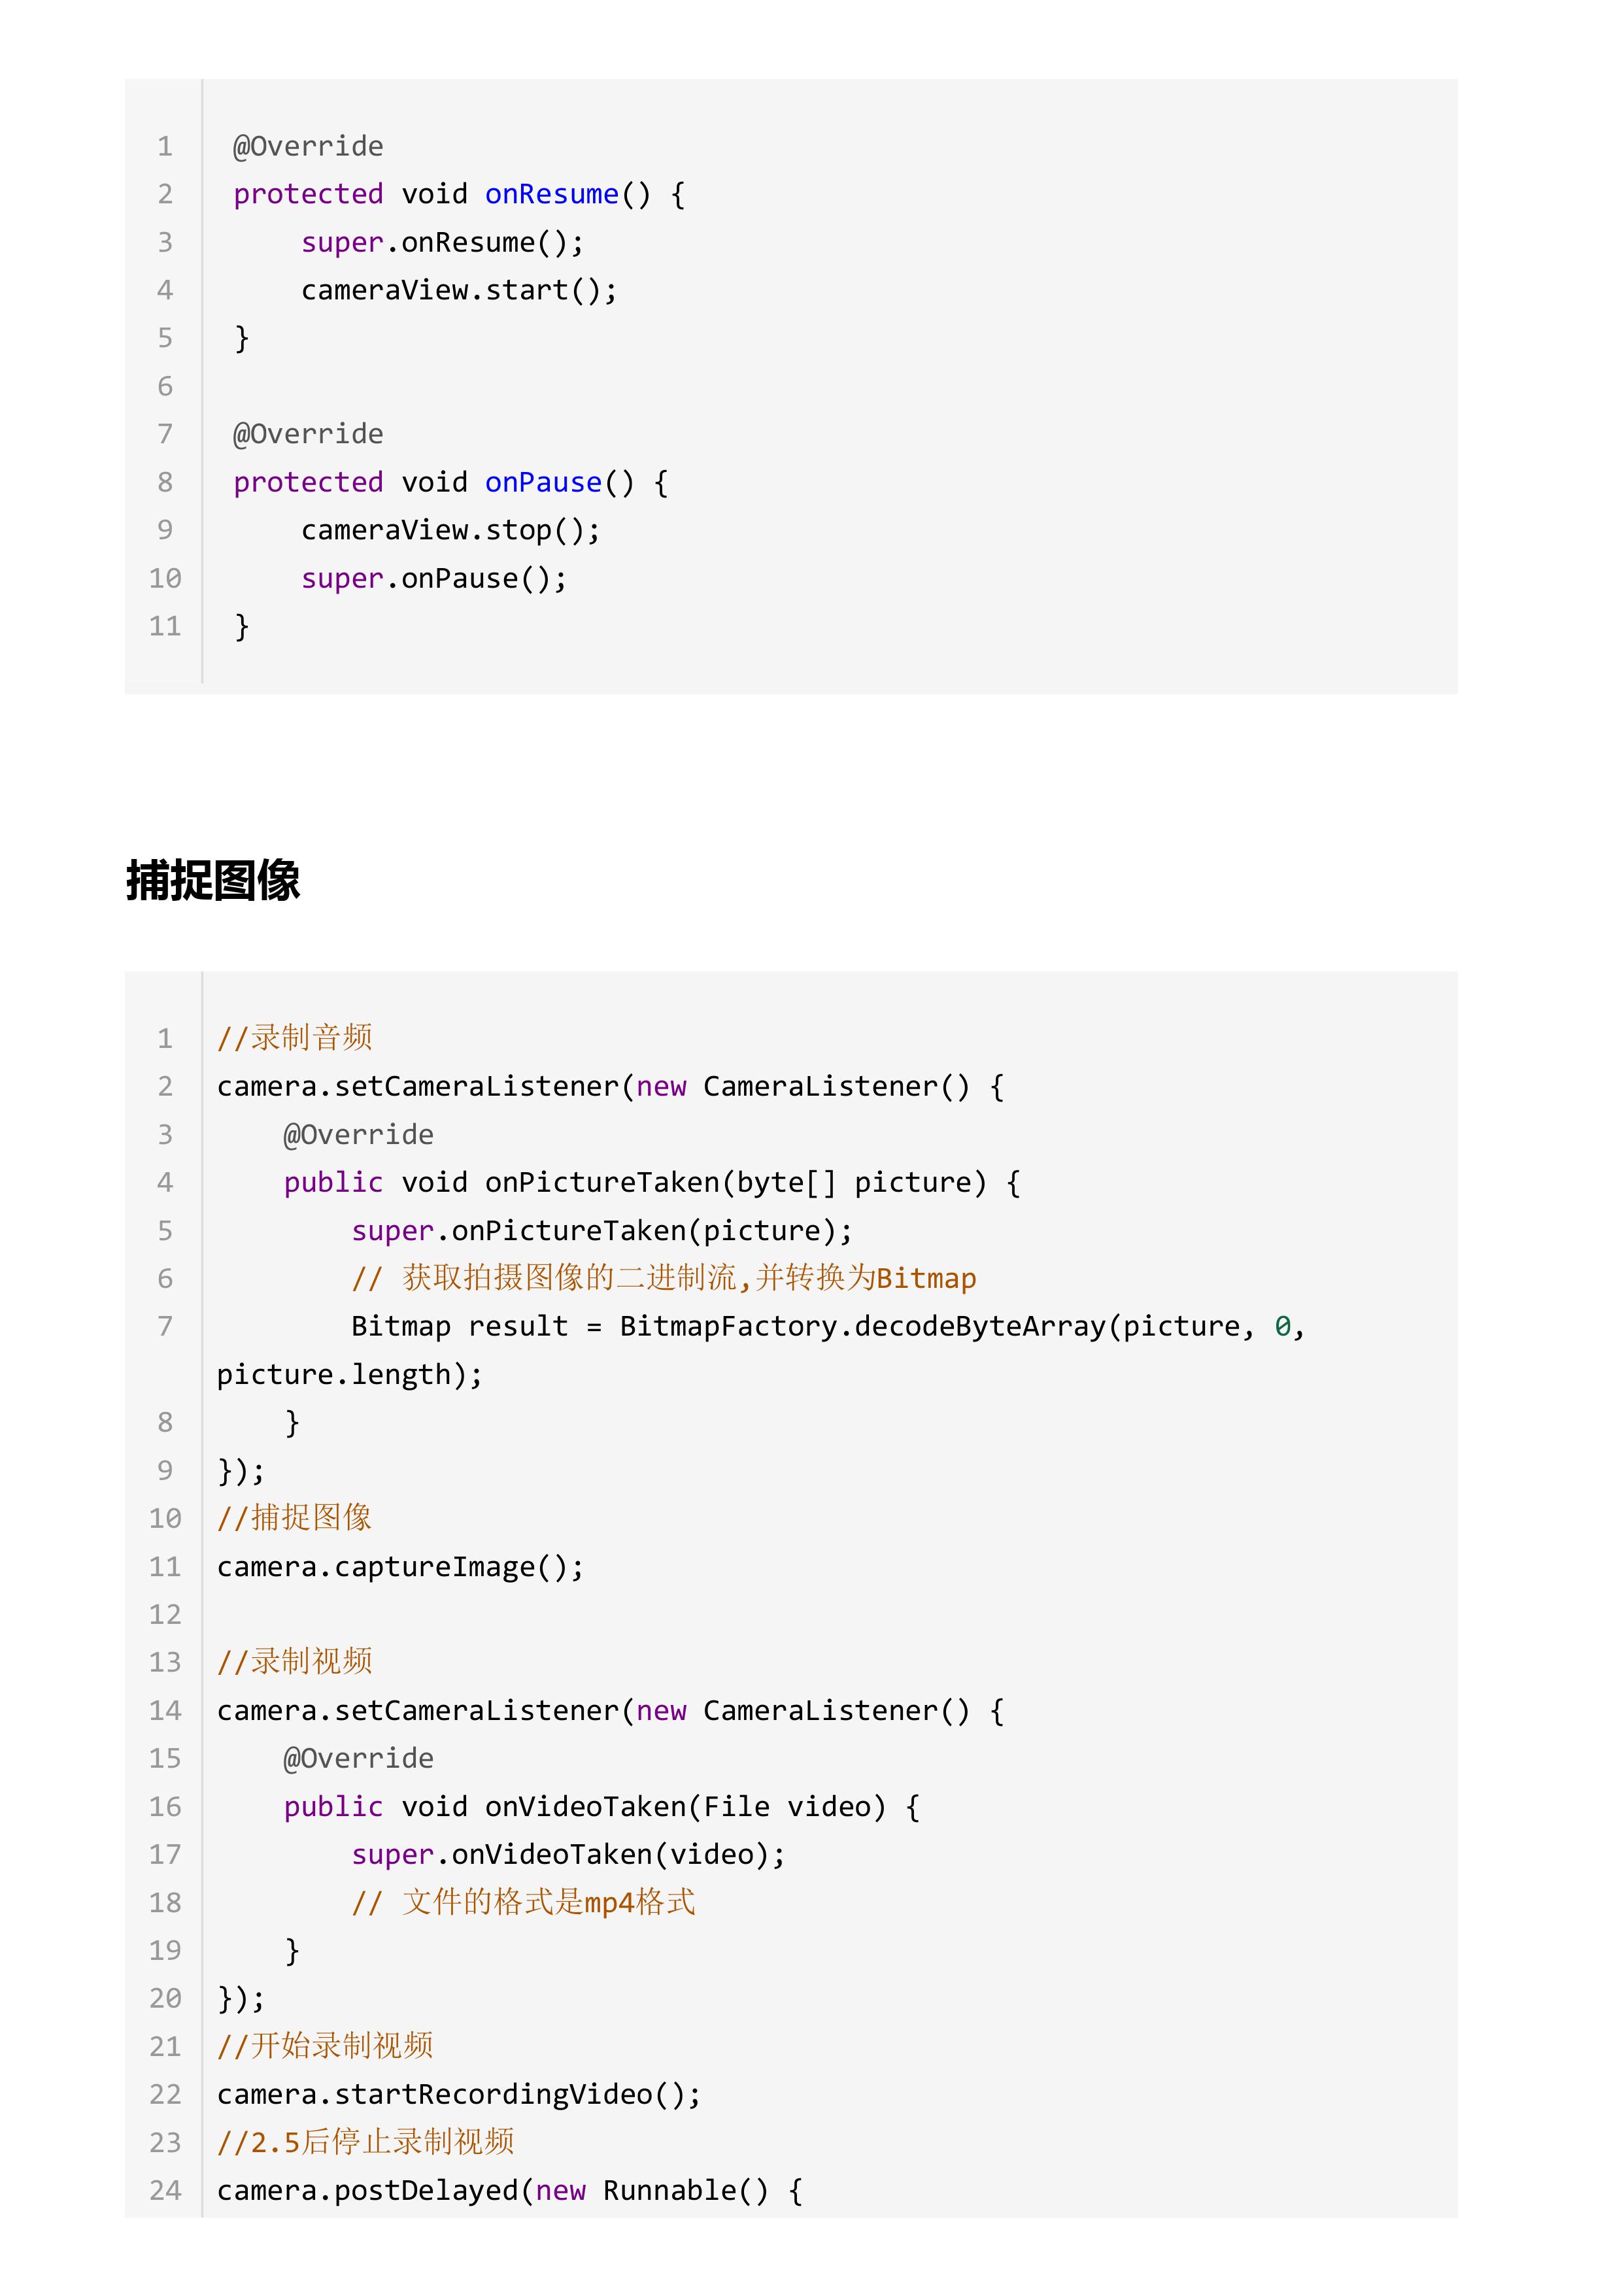 1 @Override
2 protected void onResume() {
3     super.onResume();
4     cameraView.start();
5 }
6
7 @Override
8 protected void onPause() {
9     cameraView.stop();
10     super.onPause();
11 }
捕捉图像
1 //录制音频
2 camera.setCameraListener(new CameraListener() {
3     @Override
4     public void onPictureTaken(byte[] picture) {
5         super.onPictureTaken(picture);
6         // 获取拍摄图像的二进制流,并转换为Bitmap
7         Bitmap result = BitmapFactory.decodeByteArray(picture, 0,
picture.length);
8     }
9 });
10 //捕捉图像
11 camera.captureImage();
12
13 //录制视频
14 camera.setCameraListener(new CameraListener() {
15     @Override
16     public void onVideoTaken(File video) {
17         super.onVideoTaken(video);
18         // 文件的格式是mp4格式
19     }
20 });
21 //开始录制视频
22 camera.startRecordingVideo();
23 //2.5后停止录制视频
24 camera.postDelayed(new Runnable() {